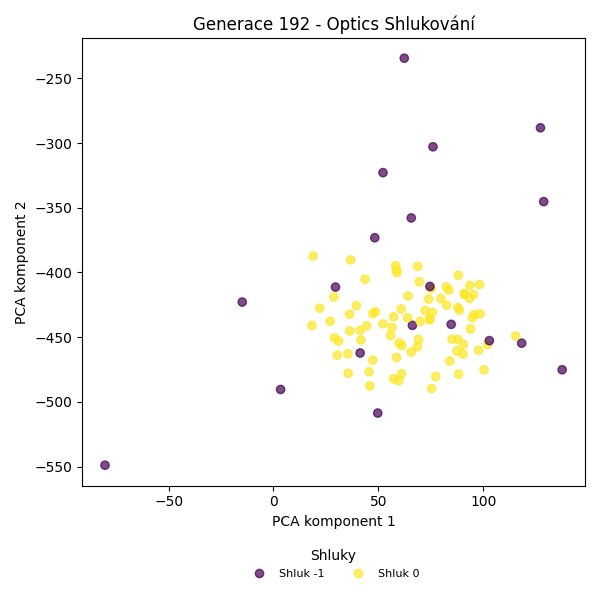 Generace 192 - Optics Shlukování
PCA komponent 2
−250
−300
−350
−400
−450
−500
−550
−50 0 50 100
PCA komponent 1
Shluky
Shluk -1 Shluk 0